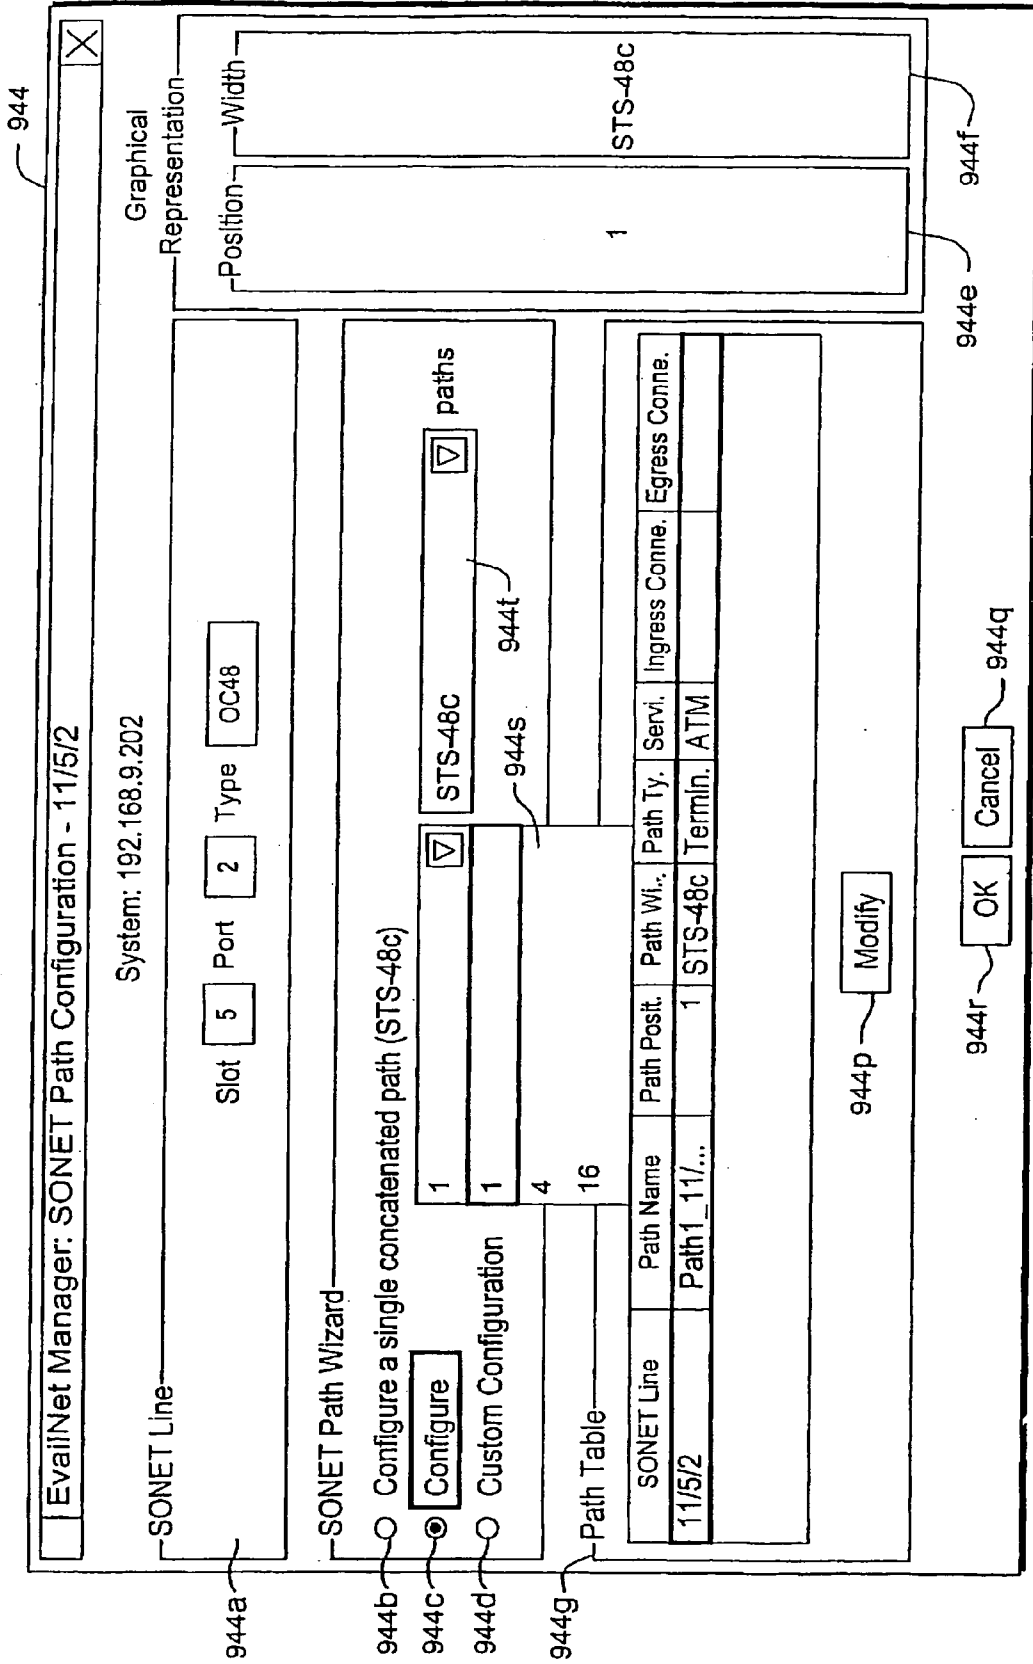 944
EvailNet Manager: SONET Path Configuration - 11/5/2
System: 192.168.9.202
SONET Line
Slot 5 Port 2 Type OC48
944a
SONET Path Wizard
944b
Configure a single concatenated path (STS-48c)
944c
Configure
1
STS-48c
paths
944d
Custom Configuration
1
4
16
944s
944t
944g
Path Table
SONET Line Path Name Path Posit. Path Wi... Path Ty. Servi. Ingress Conne. Egress Conne.
11/5/2 Path1_11/... 1 STS-48c Termin. ATM
944p
Modify
944r
OK
Cancel
944q
Graphical
Representation
Position
Width
1
STS-48c
944e
944f